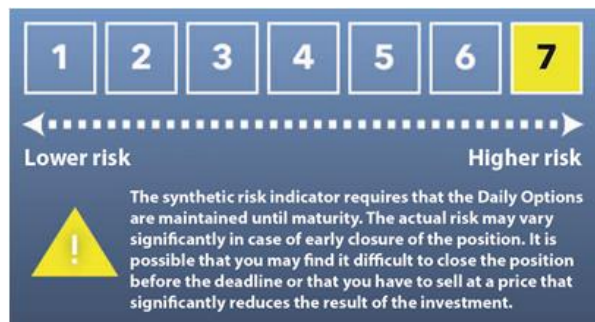 1 2 3 4 5 6 7
Lower risk Higher risk
The synthetic risk indicator requires that the Daily Options
are maintained until maturity. The actual risk may vary
significantly in case of early closure of the position. It is
possible that you may find it difficult to close the position
before the deadline or that you have to sell at a price that
significantly reduces the result of the investment.
!